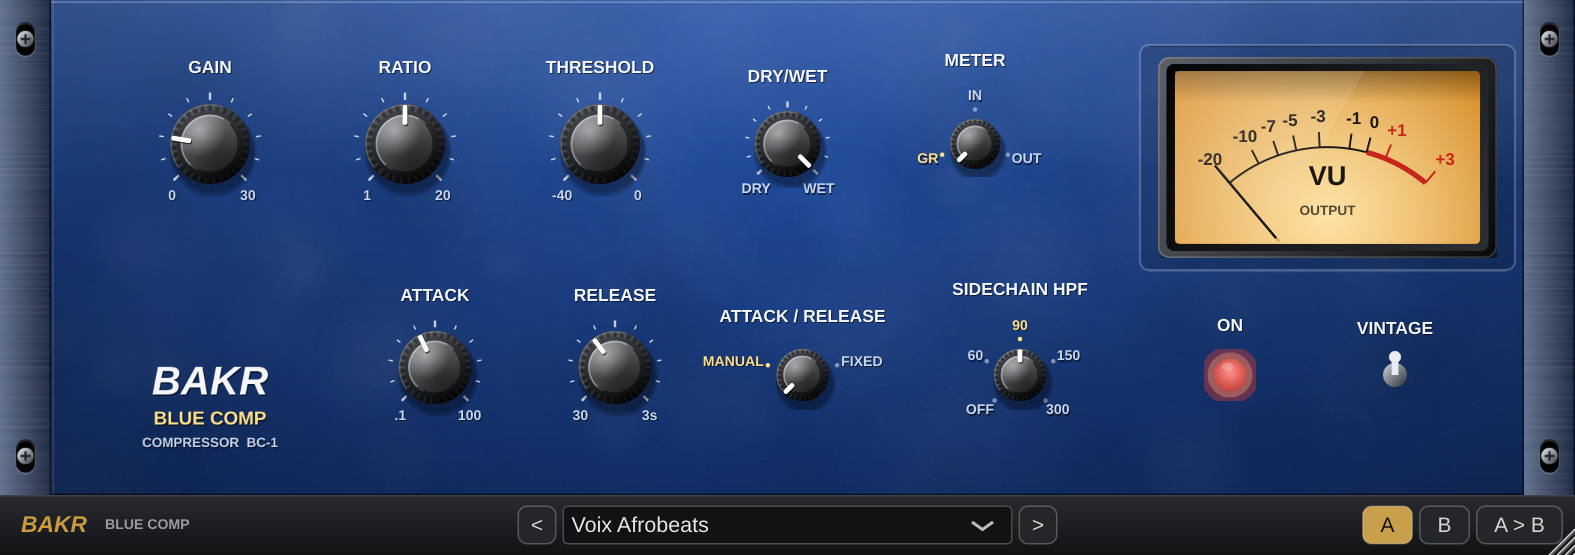 GAIN RATIO THRESHOLD DRY/WET METER
IN
GR OUT
0 30 1 20 -40 0 DRY WET
-20 -10 -7 -5 -3 -1 0 +1 +3
VU
OUTPUT
ATTACK RELEASE ATTACK / RELEASE SIDECHAIN HPF ON VINTAGE
.1 100 30 3s MANUAL FIXED
OFF 60 90 150 300
BAKR
BLUE COMP
COMPRESSOR BC-1
BAKR BLUE COMP < Voix Afrobeats > A B A > B